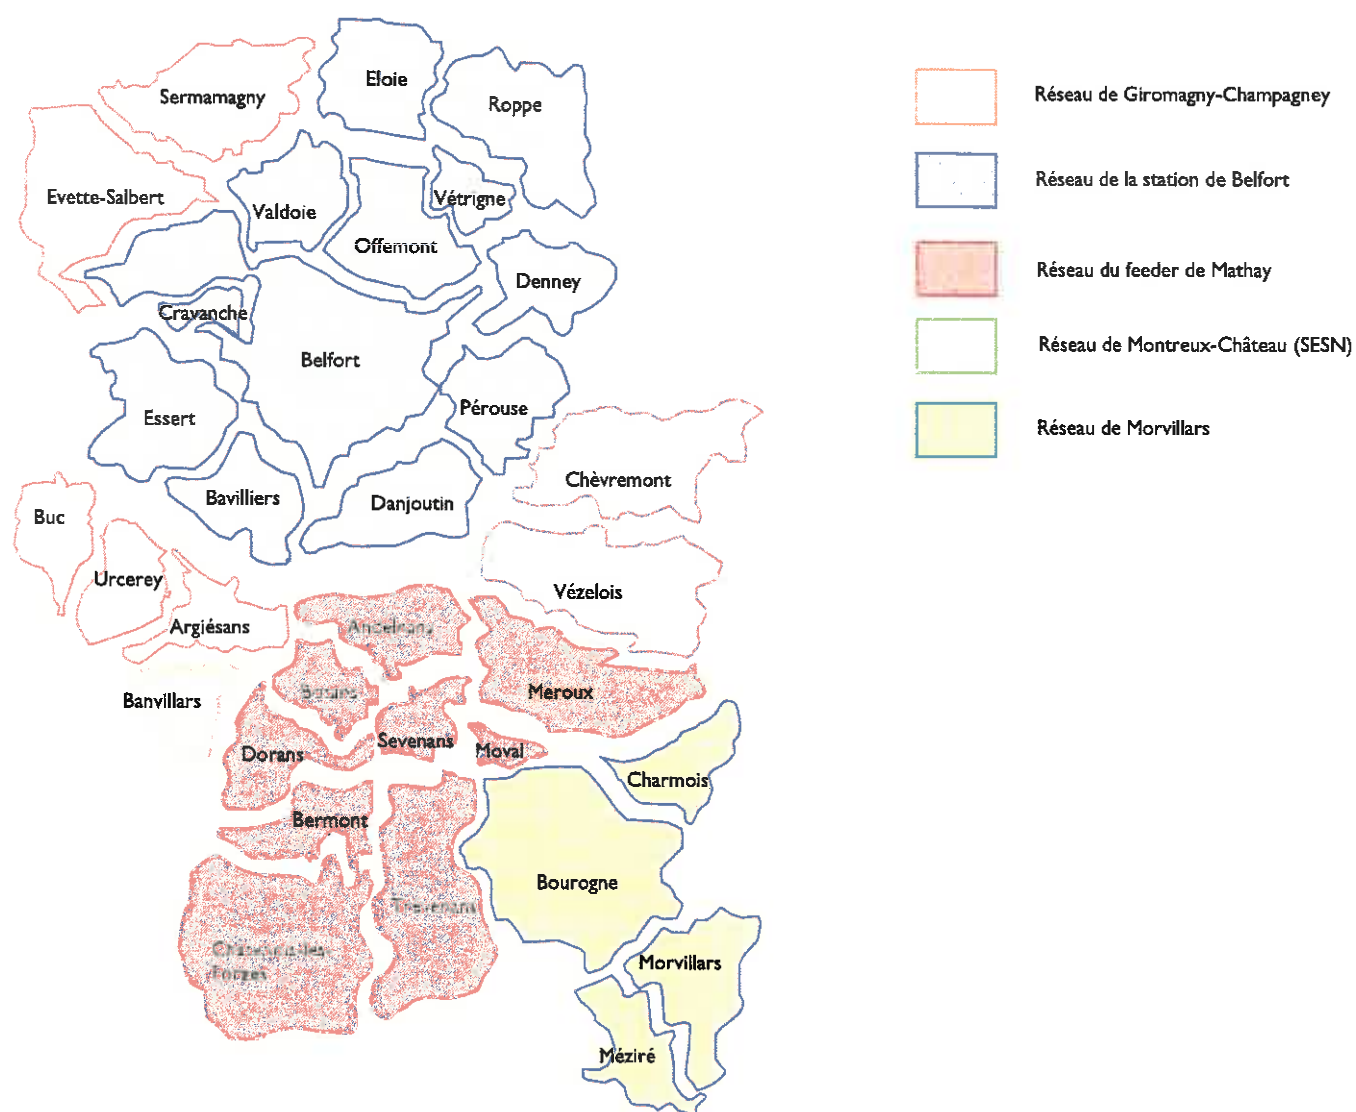 Eloie
Sermamagny
Roppe
Evette-Salbert
Valdoie
Vétrigne
Offemont
Denney
Cravanche
Belfort
Essert
Pérouse
Chèvremont
Bavilliers
Danjoutin
Buc
Urcerey
Vézelois
Argiésans
Meroux
Banvillars
Sevenans
Moval
Dorans
Charmois
Bermont
Bourogne
Morvillars
Méziré
Réseau de Giromagny-Champagney
Réseau de la station de Belfort
Réseau du feeder de Mathay
Réseau de Montreux-Château (SESN)
Réseau de Morvillars